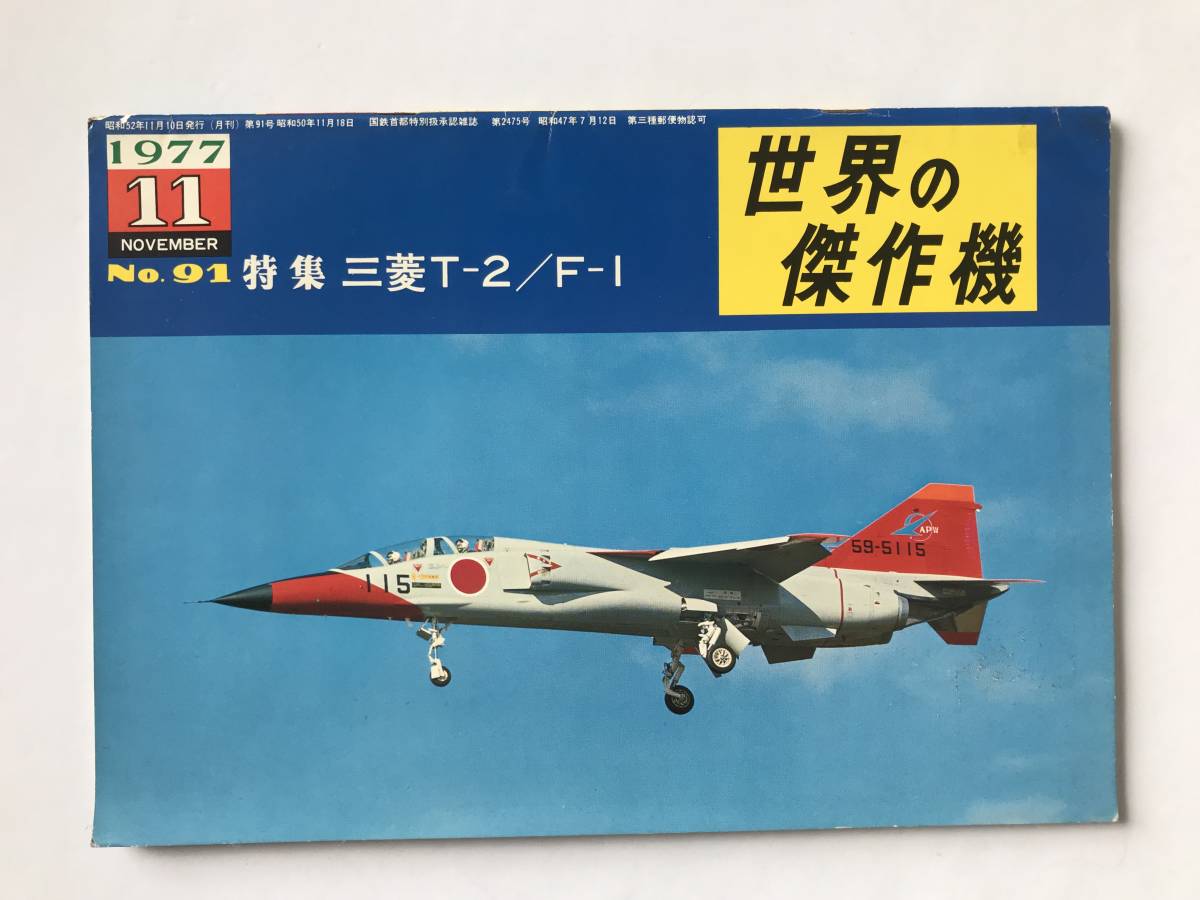 昭和52年11月10日発行(月刊)第91号 昭和50年11月18日 国鉄首都特別扱承認雑誌 第2475号 昭和47年7月12日 第三種郵便物認可
1977
11
NOVEMBER
No. 91
特集 三菱T-2/F-1
世界の
傑作機
APW
59-5115
115